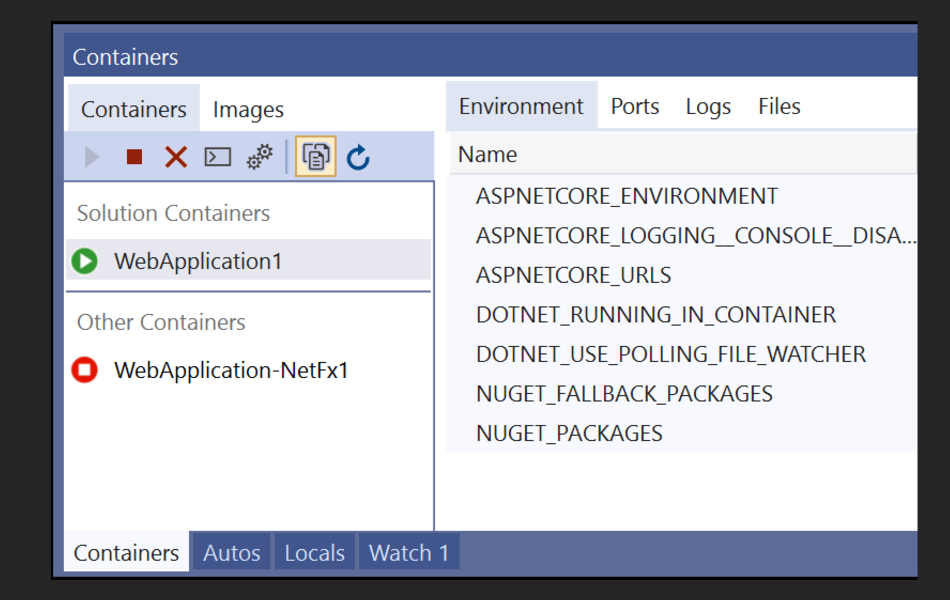 Containers
Containers Images
Solution Containers
WebApplication1
Other Containers
WebApplication-NetFx1
Environment Ports Logs Files
Name
ASPNETCORE_ENVIRONMENT
ASPNETCORE_LOGGING__CONSOLE__DISA...
ASPNETCORE_URLS
DOTNET_RUNNING_IN_CONTAINER
DOTNET_USE_POLLING_FILE_WATCHER
NUGET_FALLBACK_PACKAGES
NUGET_PACKAGES
Containers Autos Locals Watch 1